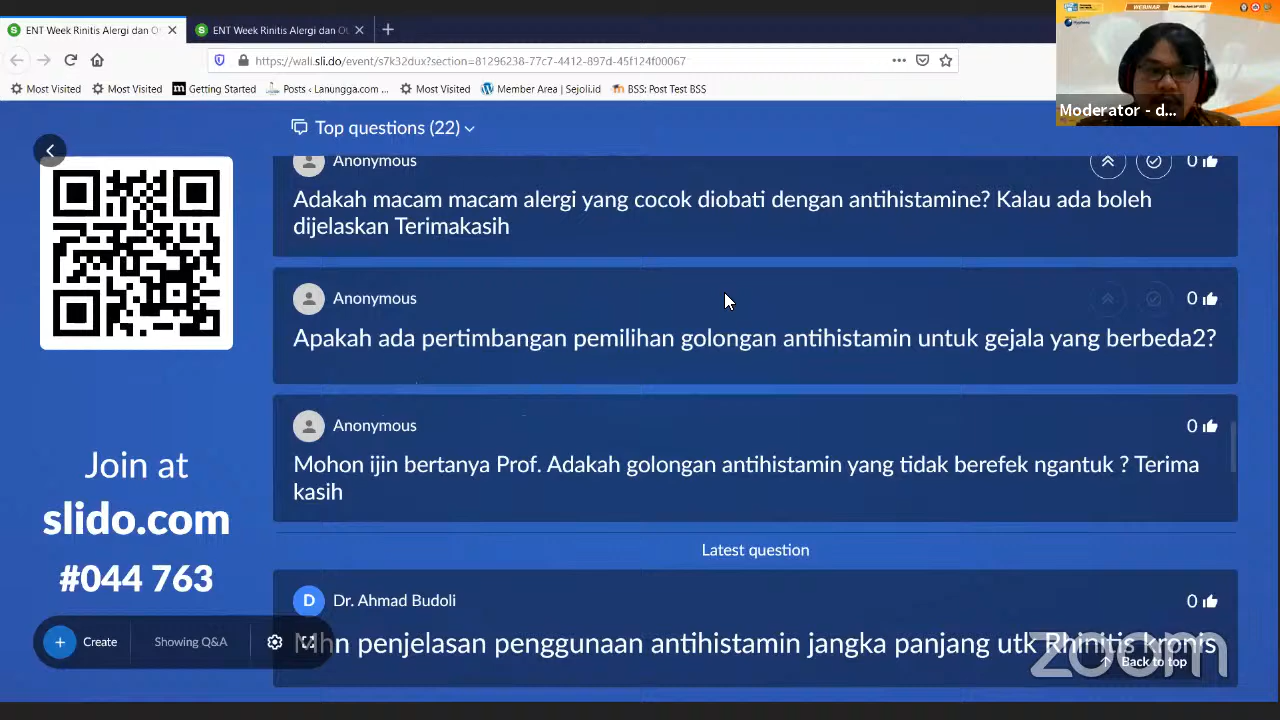 ENT Week Rinitis Alergi dan O
ENT Week Rinitis Alergi dan Ot
https://wall.sli.do/event/s7k32dux?section=81296238-77c7-4412-897d-45f124f00067
Most Visited
Most Visited
Getting Started
Posts ‹ Lanungga.com ...
Most Visited
Member Area | Sejoli.id
BSS: Post Test BSS
WEBINAR
Moderator - d...
Top questions (22)
Anonymous
0
Adakah macam macam alergi yang cocok diobati dengan antihistamine? Kalau ada boleh
dijelaskan Terimakasih
Anonymous
0
Apakah ada pertimbangan pemilihan golongan antihistamin untuk gejala yang berbeda2?
Anonymous
0
Mohon ijin bertanya Prof. Adakah golongan antihistamin yang tidak berefek ngantuk ? Terima
kasih
Join at
slido.com
#044 763
Latest question
D
Dr. Ahmad Budoli
0
penjelasan penggunaan antihistamin jangka panjang utk Rhinitis kronis
Create
Showing Q&A
zoom
Back to top